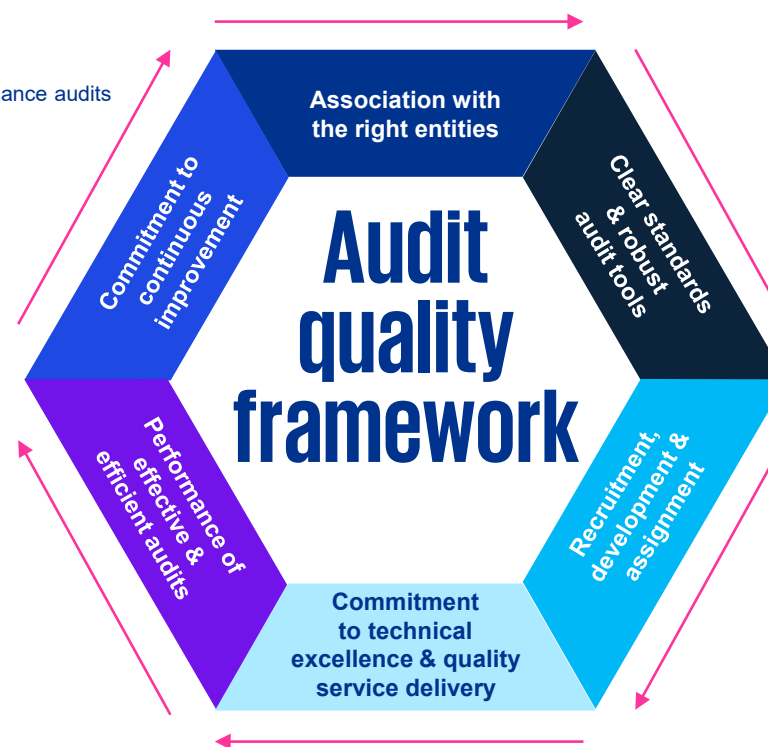 ance audits
Association with
the right entities
Clear standards
& robust
audit tools
Recruitment,
development &
assignment
Commitment
to technical
excellence & quality
service delivery
Performance of
effective &
efficient audits
Commitment to
continuous
improvement
Audit
quality
framework